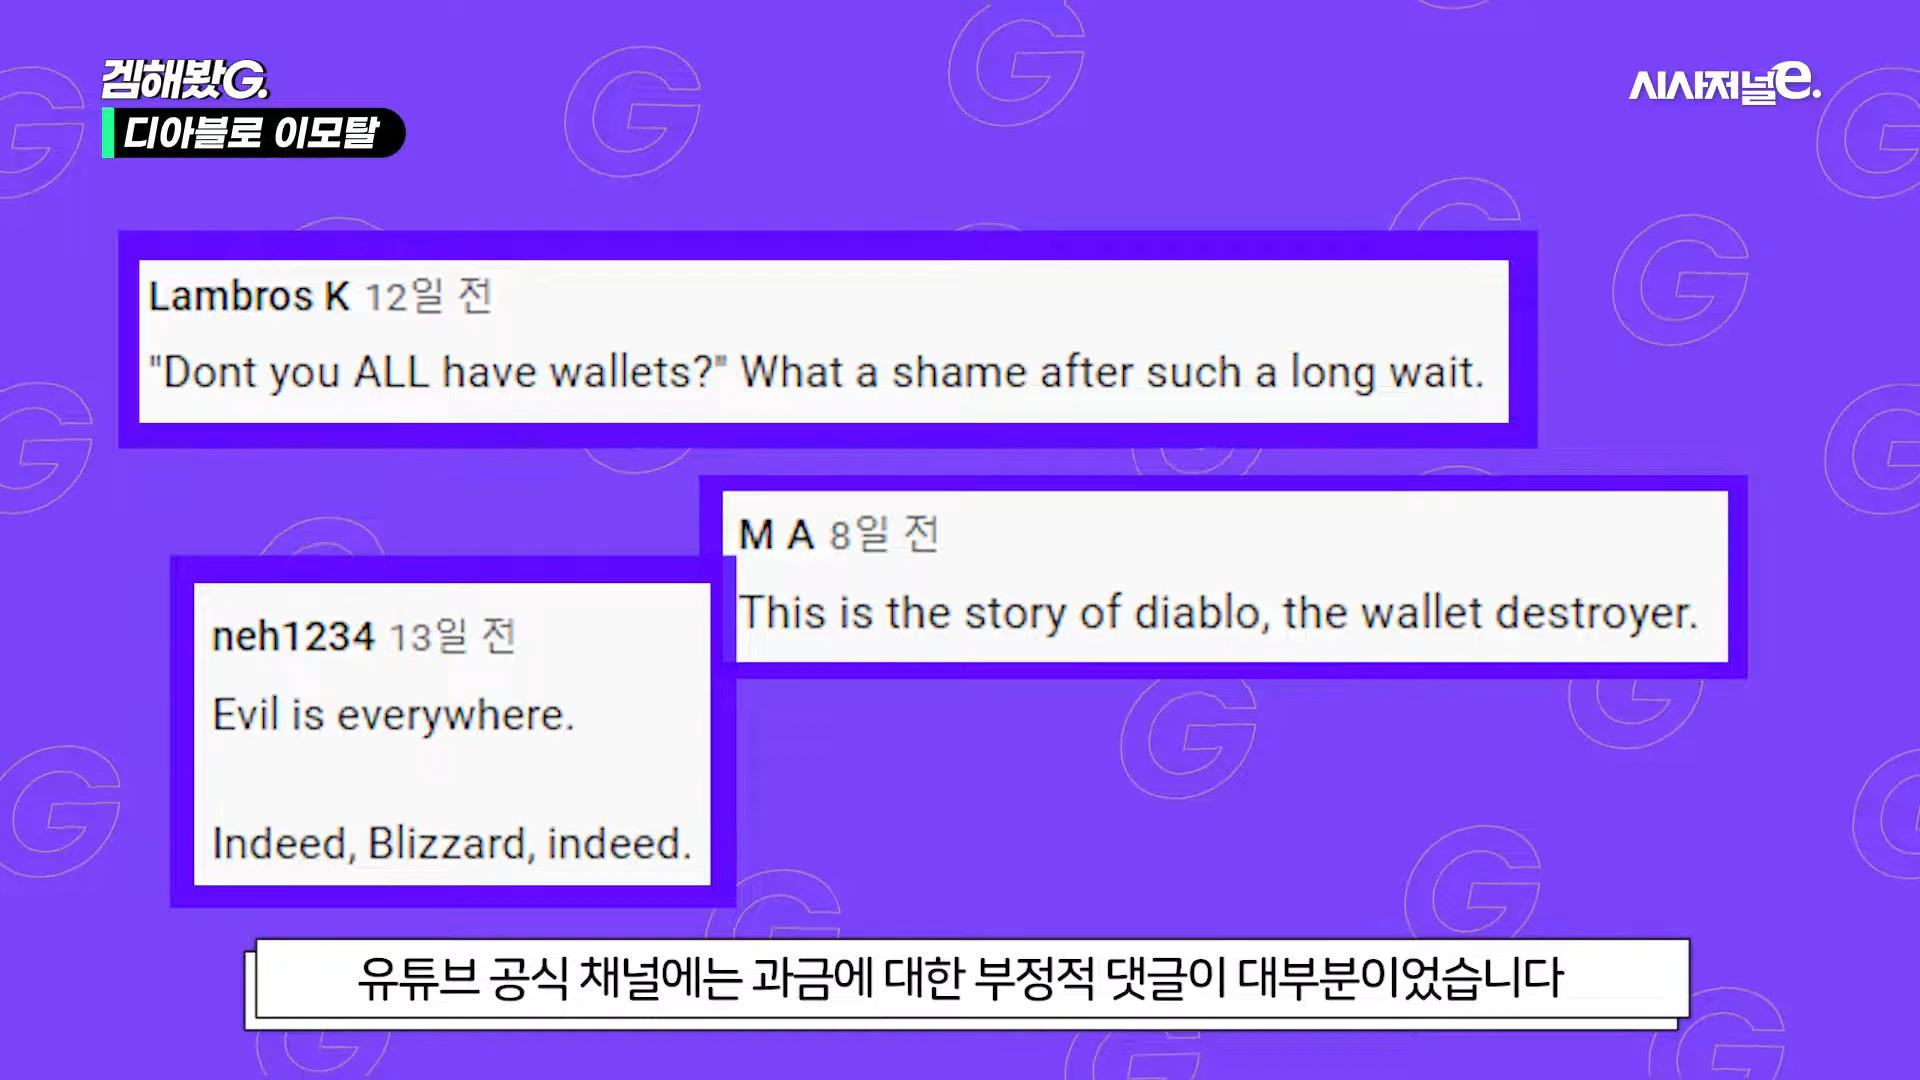 겜해봤G.
디아블로 이모탈
시사저널e.
Lambros K 12일 전
"Dont you ALL have wallets?" What a shame after such a long wait.
M A 8일 전
This is the story of diablo, the wallet destroyer.
neh1234 13일 전
Evil is everywhere.
Indeed, Blizzard, indeed.
유튜브 공식 채널에는 과금에 대한 부정적 댓글이 대부분이었습니다